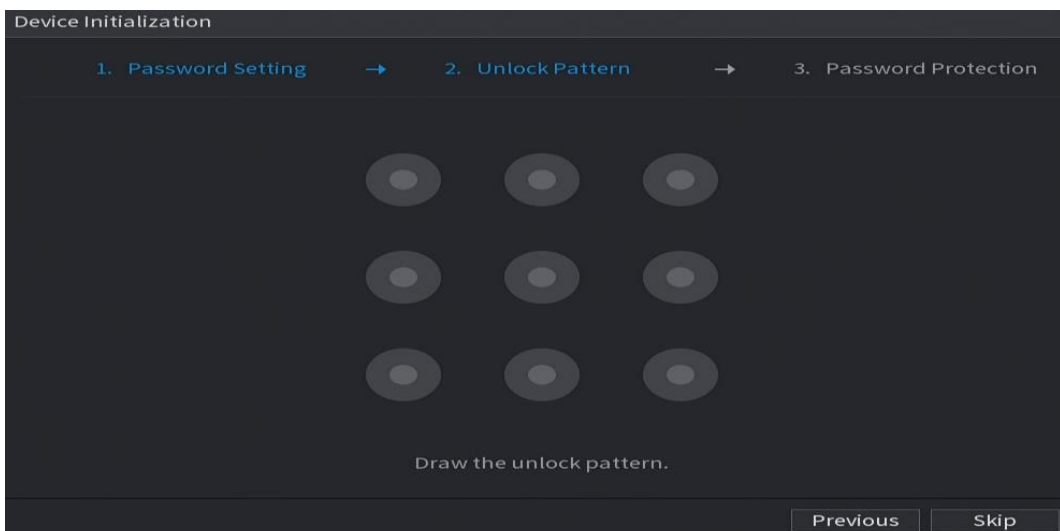 Device Initialization
1. Password Setting → 2. Unlock Pattern → 3. Password Protection
Draw the unlock pattern.
Previous Skip